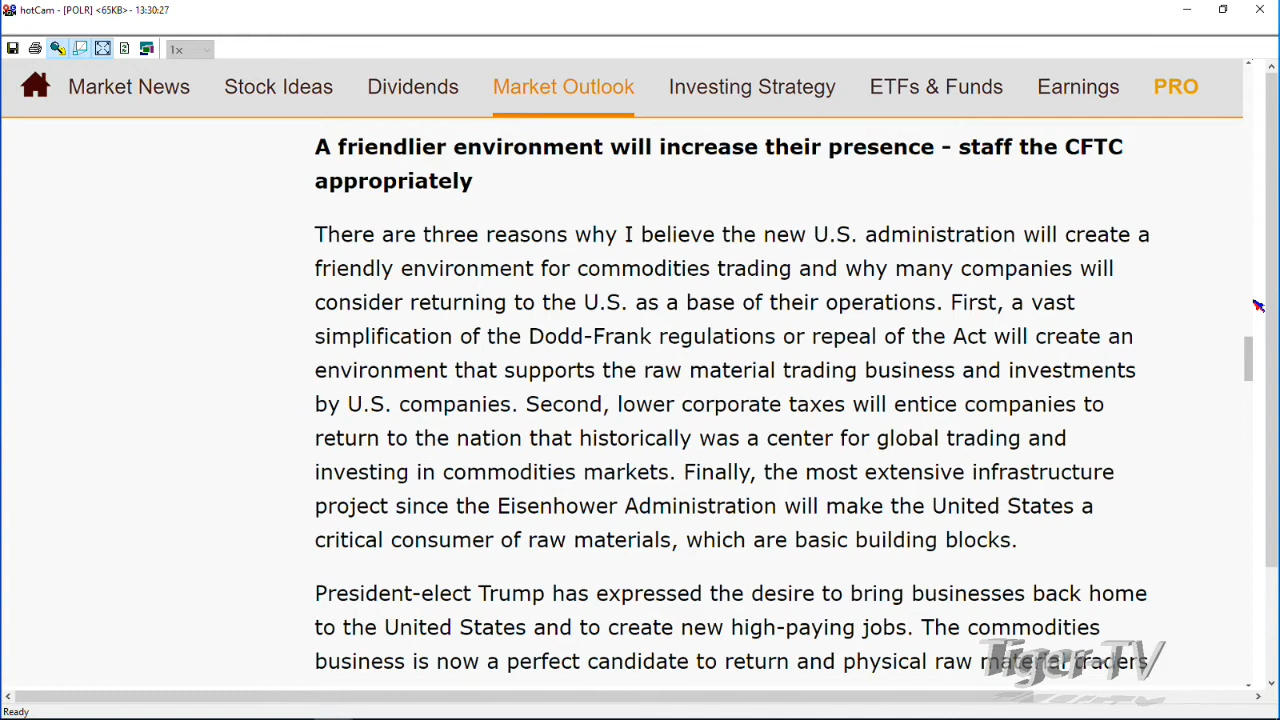 hotCam - [POLR] <65KB> - 13:30:27
1x
Market News Stock Ideas Dividends Market Outlook Investing Strategy ETFs & Funds Earnings PRO
A friendlier environment will increase their presence - staff the CFTC
appropriately
There are three reasons why I believe the new U.S. administration will create a
friendly environment for commodities trading and why many companies will
consider returning to the U.S. as a base of their operations. First, a vast
simplification of the Dodd-Frank regulations or repeal of the Act will create an
environment that supports the raw material trading business and investments
by U.S. companies. Second, lower corporate taxes will entice companies to
return to the nation that historically was a center for global trading and
investing in commodities markets. Finally, the most extensive infrastructure
project since the Eisenhower Administration will make the United States a
critical consumer of raw materials, which are basic building blocks.
President-elect Trump has expressed the desire to bring businesses back home
to the United States and to create new high-paying jobs. The commodities
business is now a perfect candidate to return and physical raw material traders
Tiger-TV
Ready